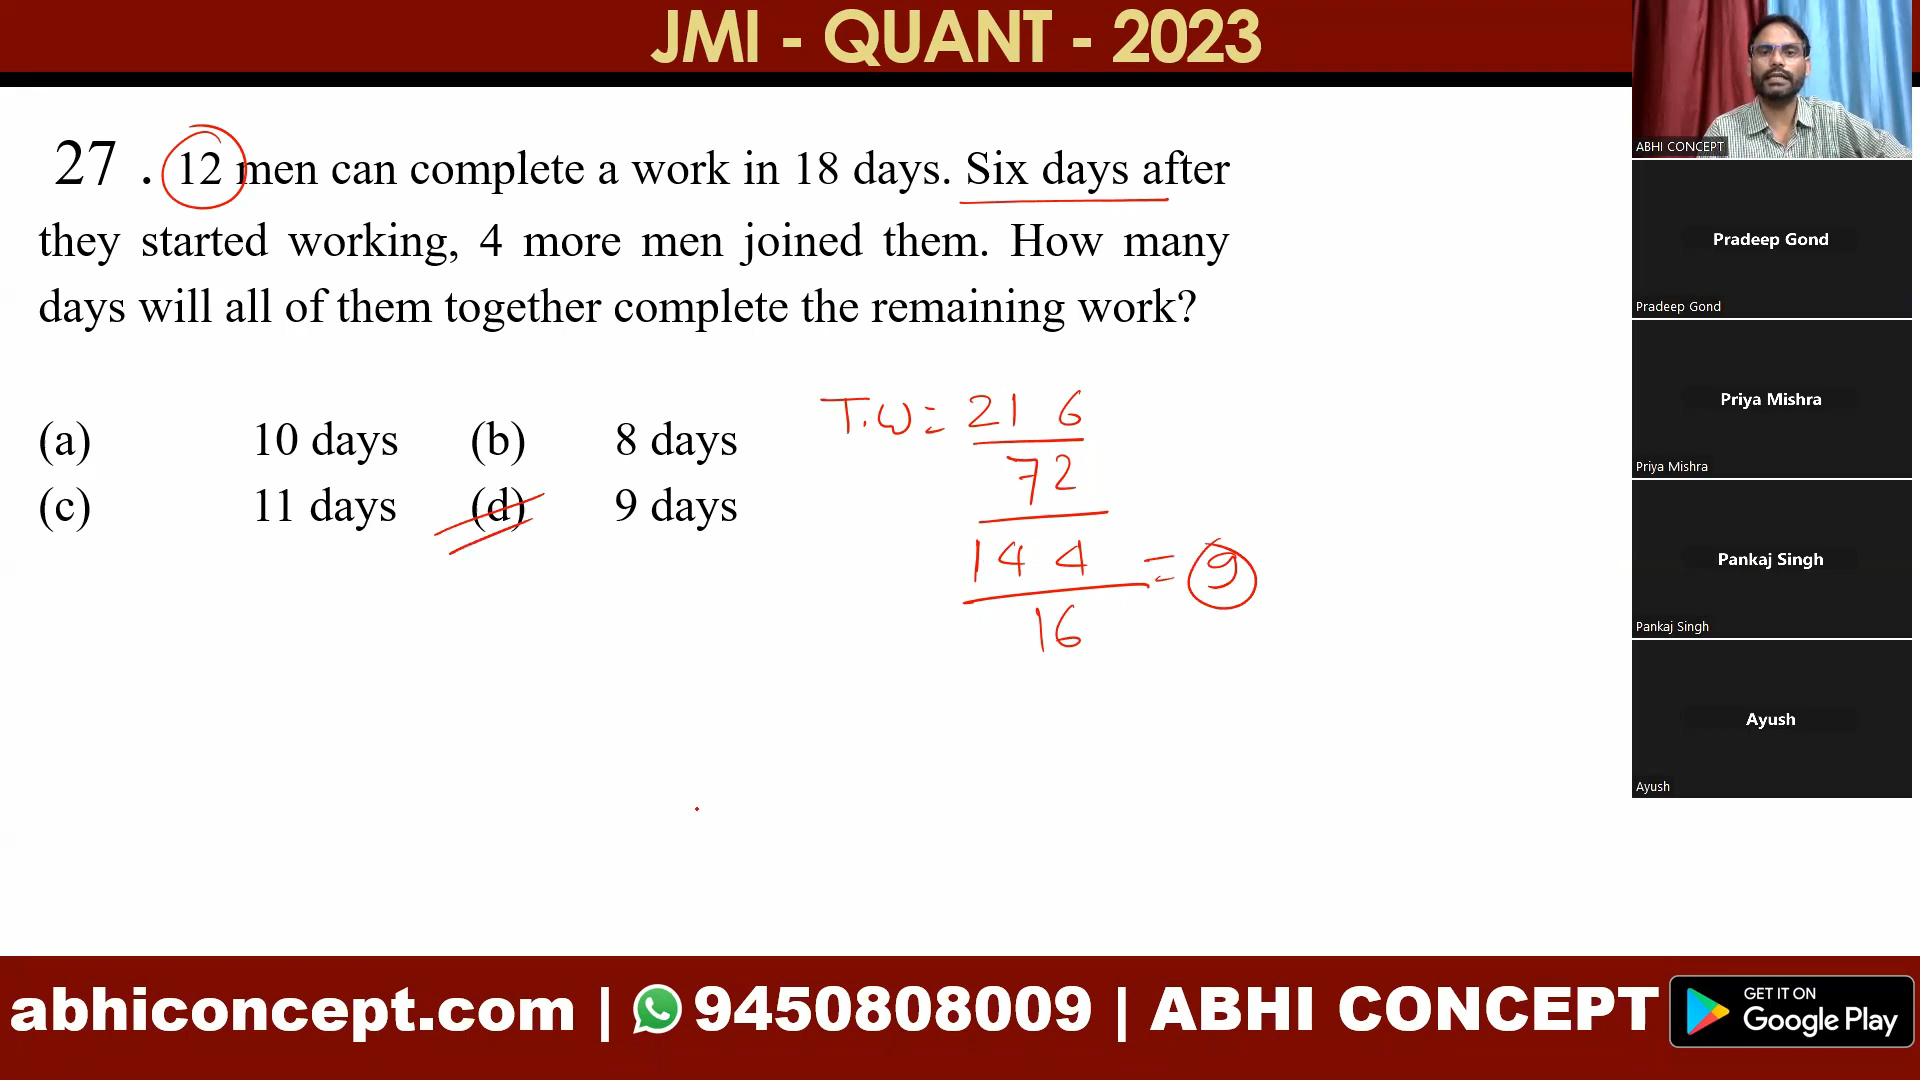 JMI - QUANT - 2023
27 . 12 men can complete a work in 18 days. Six days after
they started working, 4 more men joined them. How many
days will all of them together complete the remaining work?
(a) 10 days (b) 8 days
(c) 11 days (d) 9 days
T.W = 216
72
144 = 9
16
ABHI CONCEPT
Pradeep Gond
Pradeep Gond
Priya Mishra
Priya Mishra
Pankaj Singh
Pankaj Singh
Ayush
Ayush
abhiconcept.com | 9450808009 | ABHI CONCEPT
GET IT ON
Google Play